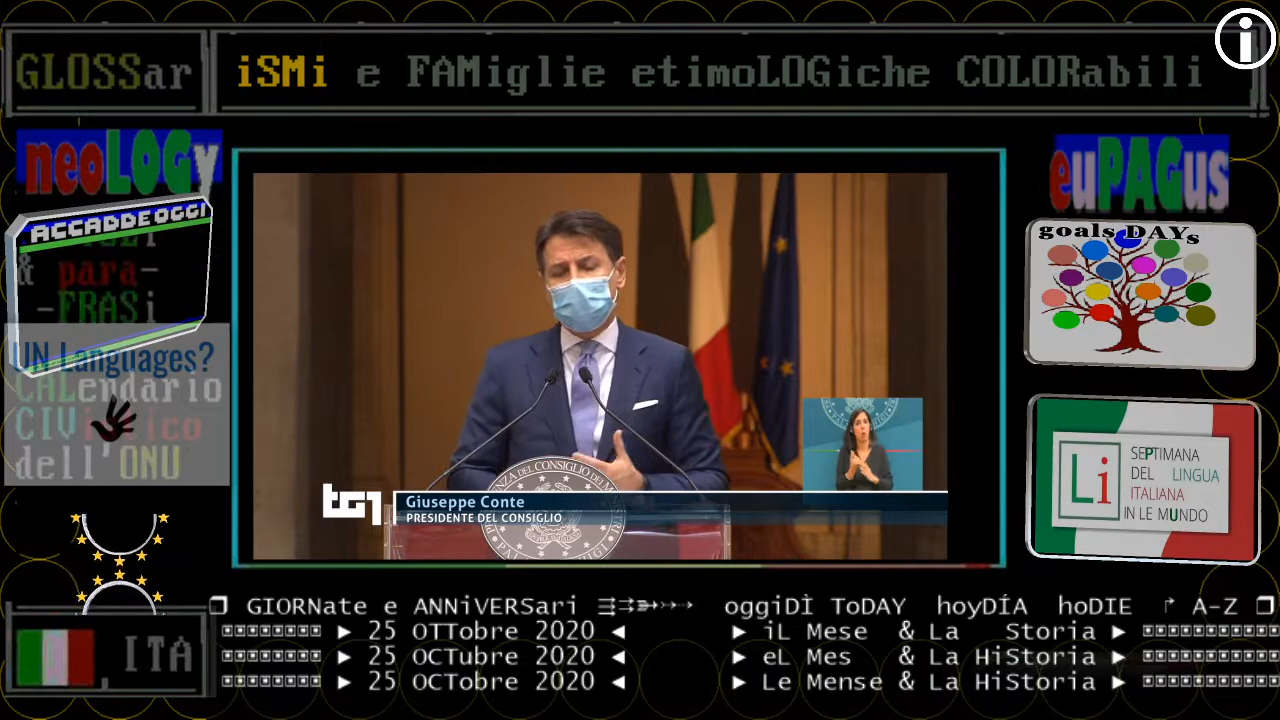 GLOSSar
iSMi e FAMiglie etimoLOGiche COLORabili
neoLOGy
euPAGus
ACCADDE OGGI
& para-
-FRASi
goals DAYs
UN Languages?
CALendario
dell'ONU
tg1
Giuseppe Conte
PRESIDENTE DEL CONSIGLIO
Li
SEPTIMANA
DEL LINGUA
ITALIANA
IN LE MUNDO
GIORNate e ANNiVERSari oggiDÌ ToDAY hoyDÍA hoDIE A-Z
25 OTTobre 2020 iL Mese & La Storia
25 OCTubre 2020 eL Mes & La HiStoria
25 OCTobre 2020 Le Mense & La HiStoria
, ITA